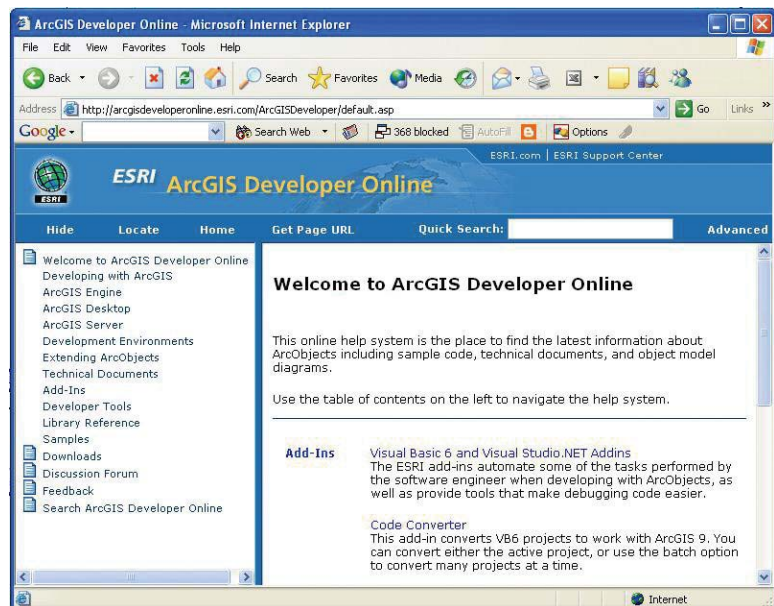 ArcGIS Developer Online - Microsoft Internet Explorer
File Edit View Favorites Tools Help
Back Search Favorites Media
Address http://arcgisdeveloperonline.esri.com/ArcGISDeveloper/default.asp Go Links »
Google Search Web 368 blocked AutoFill Options
ESRI.com | ESRI Support Center
ESRI ESRI ArcGIS Developer Online
Hide Locate Home Get Page URL Quick Search: Advanced
Welcome to ArcGIS Developer Online
Developing with ArcGIS
ArcGIS Engine
ArcGIS Desktop
ArcGIS Server
Development Environments
Extending ArcObjects
Technical Documents
Add-Ins
Developer Tools
Library Reference
Samples
Downloads
Discussion Forum
Feedback
Search ArcGIS Developer Online
Welcome to ArcGIS Developer Online
This online help system is the place to find the latest information about
ArcObjects including sample code, technical documents, and object model
diagrams.
Use the table of contents on the left to navigate the help system.
Add-Ins Visual Basic 6 and Visual Studio.NET Addins
The ESRI add-ins automate some of the tasks performed by
the software engineer when developing with ArcObjects, as
well as provide tools that make debugging code easier.
Code Converter
This add-in converts VB6 projects to work with ArcGIS 9. You
can convert either the active project, or use the batch option
to convert many projects at a time.
Internet